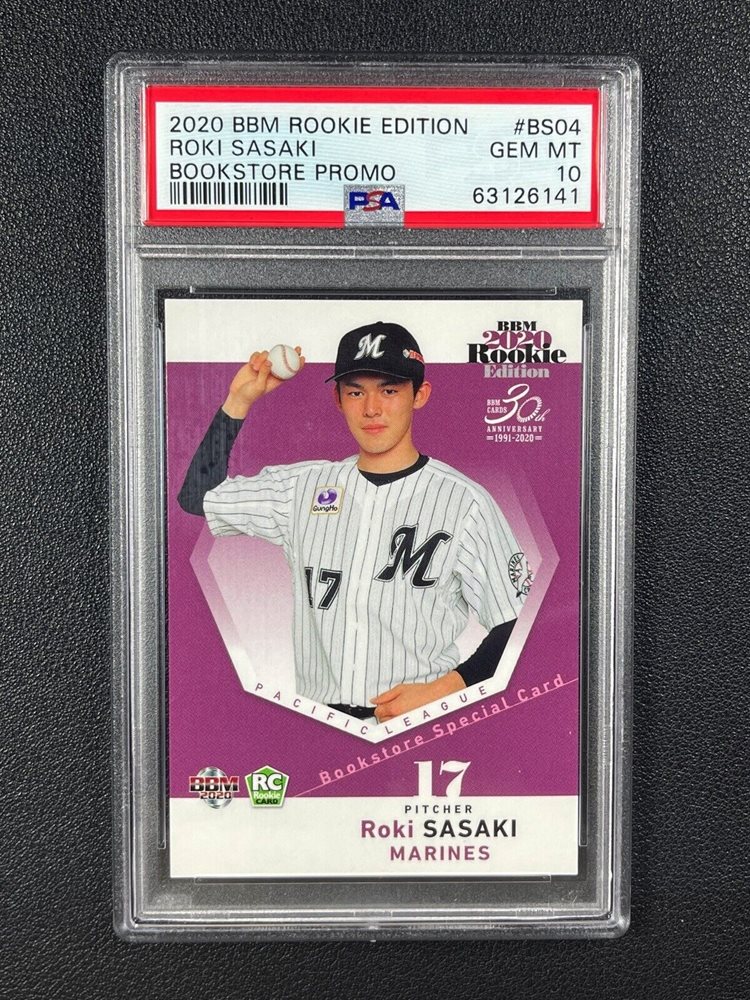 2020 BBM ROOKIE EDITION #BS04
ROKI SASAKI GEM MT
BOOKSTORE PROMO 10
PSA 63126141
BBM
2020
Rookie
Edition
BBM
CARDS 30th
ANNIVERSARY
1991-2020
M
GungHo
M
17
PACIFIC LEAGUE
Bookstore Special Card
BBM
2020
RC
Rookie
CARD
17
PITCHER
Roki SASAKI
MARINES